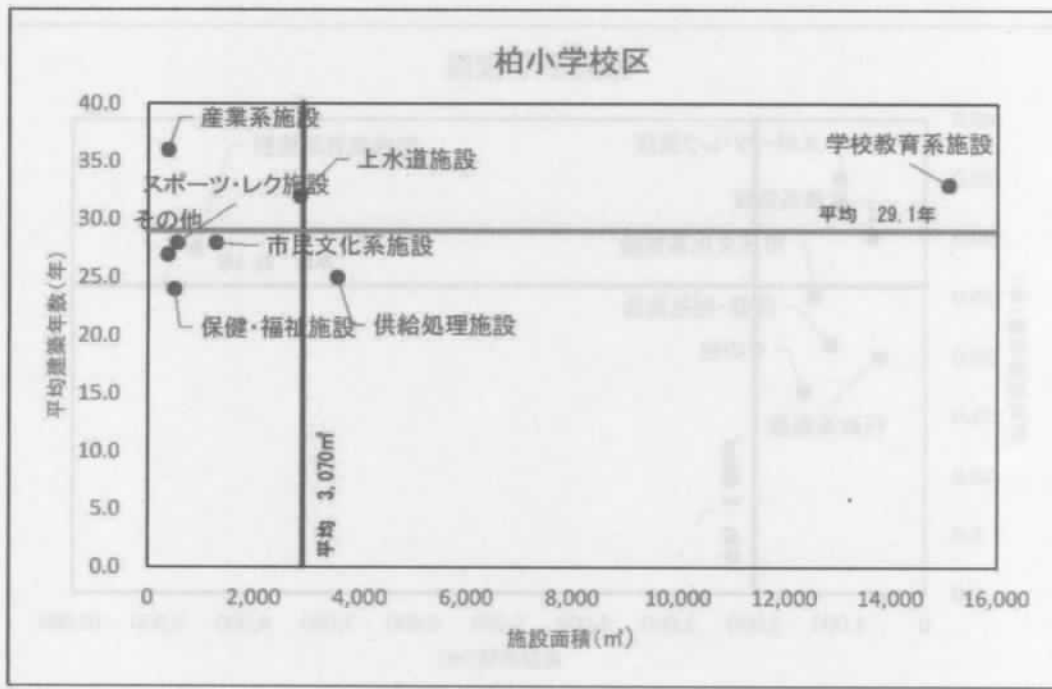 柏小学校区
40.0
35.0
30.0
25.0
20.0
15.0
10.0
5.0
0.0
平均建築年数(年)
産業系施設
上水道施設
学校教育系施設
スポーツ・レク施設
その他
平均 29.1年
市民文化系施設
保健・福祉施設
供給処理施設
平均 3,070㎡
0
2,000
4,000
6,000
8,000
10,000
12,000
14,000
16,000
施設面積(㎡)